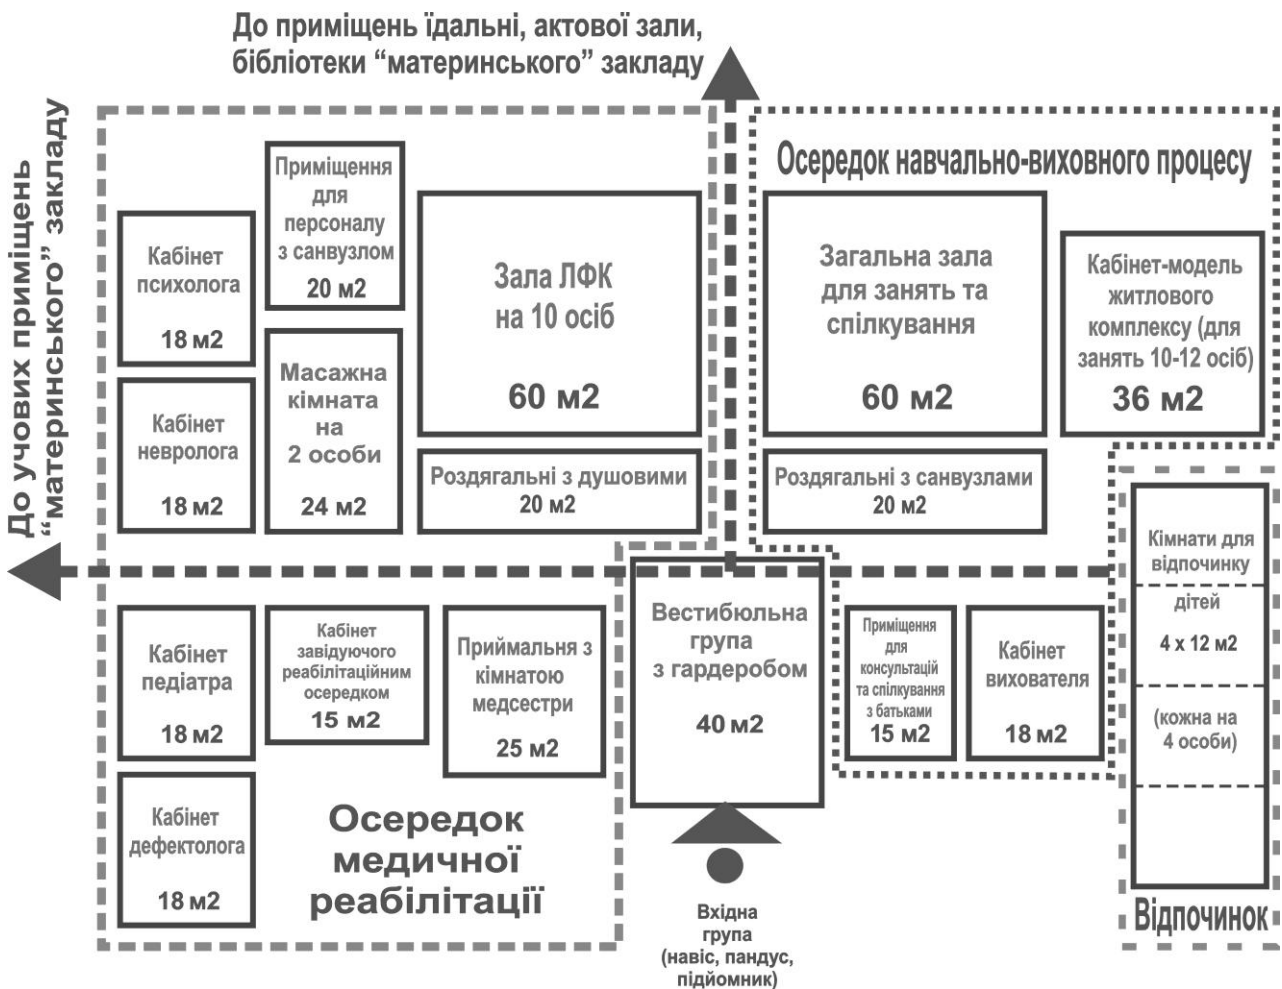 До приміщень їдальні, актової зали,
бібліотеки “материнського” закладу
До учових приміщень
“материнського” закладу
Приміщення
для
персоналу
з санвузлом
20 м2
Кабінет
психолога
18 м2
Зала ЛФК
на 10 осіб
60 м2
Масажна
кімната
на
2 особи
24 м2
Кабінет
невролога
18 м2
Роздягальні з душовими
20 м2
Осередок навчально-виховного процесу
Загальна зала
для занять та
спілкування
60 м2
Кабінет-модель
житлового
комплексу (для
занять 10-12 осіб)
36 м2
Роздягальні з санвузлами
20 м2
Кабінет
педіатра
18 м2
Кабінет
завідуючого
реабілітаційним
осередком
15 м2
Приймальня з
кімнатою
медсестри
25 м2
Кабінет
дефектолога
18 м2
Осередок
медичної
реабілітації
Вестибюльна
група
з гардеробом
40 м2
Приміщення
для
консультацій
та спілкування
з батьками
15 м2
Кабінет
вихователя
18 м2
Кімнати для
відпочинку
дітей
4 х 12 м2
(кожна на
4 особи)
Відпочинок
Вхідна
група
(навіс, пандус,
підйомник)